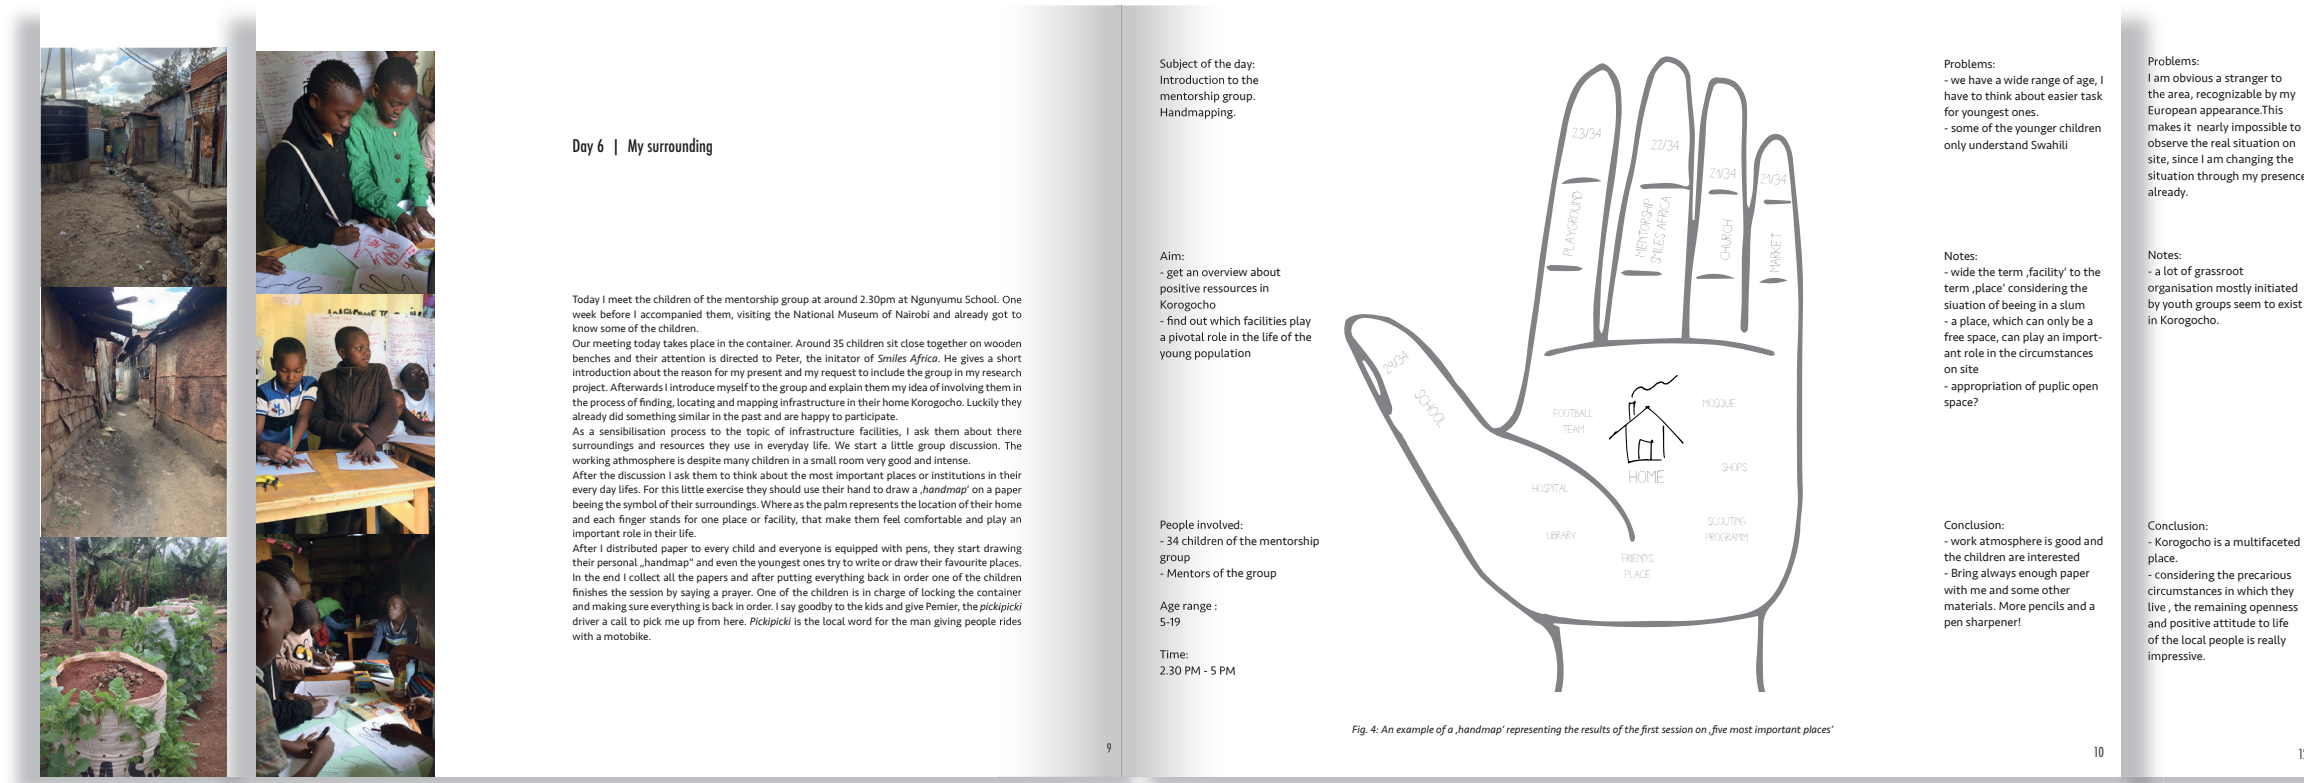 Day 6 | My surrounding
Today I meet the children of the mentorship group at around 2.30pm at Ngunyumu School. One
week before I accompanied them, visiting the National Museum of Nairobi and already got to
know some of the children.
Our meeting today takes place in the container. Around 35 children sit close together on wooden
benches and their attention is directed to Peter, the initator of Smiles Africa. He gives a short
introduction about the reason for my present and my request to include the group in my research
project. Afterwards I introduce myself to the group and explain them my idea of involving them in
the process of finding, locating and mapping infrastructure in their home Korogocho. Luckily they
already did something similar in the past and are happy to participate.
As a sensibilisation process to the topic of infrastructure facilities, I ask them about there
surroundings and resources they use in everyday life. We start a little group discussion. The
working athmosphere is despite many children in a small room very good and intense.
After the discussion I ask them to think about the most important places or institutions in their
every day lifes. For this little exercise they should use their hand to draw a ‚handmap‘ on a paper
beeing the symbol of their surroundings. Where as the palm represents the location of their home
and each finger stands for one place or facility, that make them feel comfortable and play an
important role in their life.
After I distributed paper to every child and everyone is equipped with pens, they start drawing
their personal „handmap“ and even the youngest ones try to write or draw their favourite places.
In the end I collect all the papers and after putting everything back in order one of the children
finishes the session by saying a prayer. One of the children is in charge of locking the container
and making sure everything is back in order. I say goodby to the kids and give Pemier, the pickipicki
driver a call to pick me up from here. Pickipicki is the local word for the man giving people rides
with a motobike.
9
Subject of the day:
Introduction to the
mentorship group.
Handmapping.
Aim:
- get an overview about
positive ressources in
Korogocho
- find out which facilities play
a pivotal role in the life of the
young population
People involved:
- 34 children of the mentorship
group
- Mentors of the group
Age range :
5-19
Time:
2.30 PM - 5 PM
23/34
22/34
21/34
21/34
PLAYGROUND
MENTORSHIP
SMILES AFRICA
CHURCH
MARKET
29/34
SCHOOL
FOOTBALL
TEAM
MOSQUE
HOME
SHOPS
HOSPITAL
LIBRARY
SCOUTING
PROGRAMM
FRIENDS
PLACE
Fig. 4: An example of a ‚handmap‘ representing the results of the first session on ‚five most important places‘
Problems:
- we have a wide range of age, I
have to think about easier task
for youngest ones.
- some of the younger children
only understand Swahili
Notes:
- wide the term ‚facility‘ to the
term ‚place‘ considering the
siuation of beeing in a slum
- a place, which can only be a
free space, can play an import-
ant role in the circumstances
on site
- appropriation of puplic open
space?
Conclusion:
- work atmosphere is good and
the children are interested
- Bring always enough paper
with me and some other
materials. More pencils and a
pen sharpener!
10
Problems:
I am obvious a stranger to
the area, recognizable by my
European appearance.This
makes it nearly impossible to
observe the real situation on
site, since I am changing the
situation through my presence
already.
Notes:
- a lot of grassroot
organisation mostly initiated
by youth groups seem to exist
in Korogocho.
Conclusion:
- Korogocho is a multifaceted
place.
- considering the precarious
circumstances in which they
live , the remaining openness
and positive attitude to life
of the local people is really
impressive.